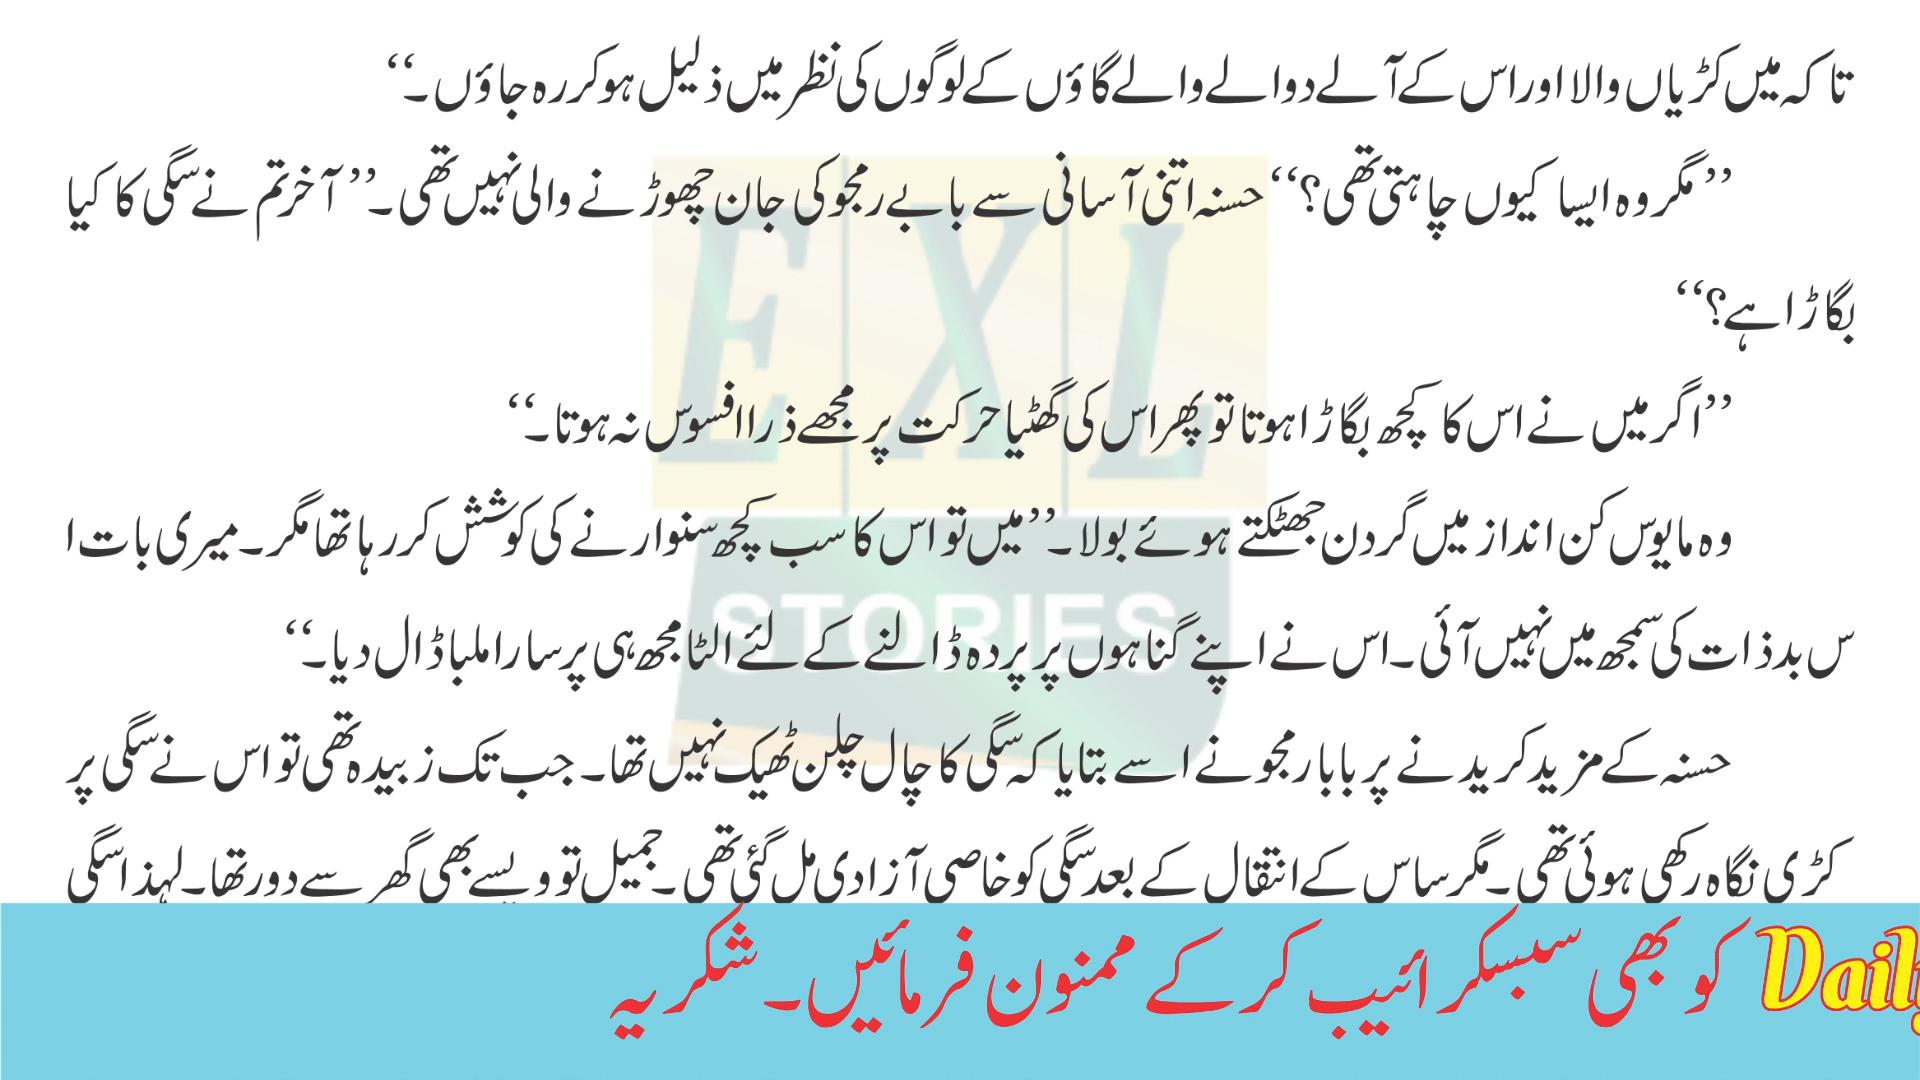 تاکہ میں کڑیاں والا اور اس کے آلے دوالے والے گاؤں کے لوگوں کی نظر میں ذلیل ہو کر رہ جاؤں۔‘‘
’’مگر وہ ایسا کیوں چاہتی تھی؟‘‘ حسنہ اتنی آسانی سے بابے رمجو کی جان چھوڑنے والی نہیں تھی۔ ’’آخر تم نے سگی کا کیا
بگاڑا ہے؟‘‘
’’اگر میں نے اس کا کچھ بگاڑا ہوتا تو پھر اس کی گھٹیا حرکت پر مجھے ذرا افسوس نہ ہوتا۔‘‘
وہ مایوس کن انداز میں گردن جھٹکتے ہوئے بولا۔ ’’میں تو اس کا سب کچھ سنوارنے کی کوشش کر رہا تھا مگر۔ میری بات ا
س بدذات کی سمجھ میں نہیں آئی۔ اس نے اپنے گناہوں پر پردہ ڈالنے کے لئے الٹا مجھ ہی پر سارا ملبا ڈال دیا۔‘‘
حسنہ کے مزید کریدنے پر بابا رمجو نے اسے بتایا کہ سگی کا چال چلن ٹھیک نہیں تھا۔ جب تک زبیدہ تھی تو اس نے سگی پر
کڑی نگاہ رکھی ہوئی تھی۔ مگر ساس کے انتقال کے بعد سگی کو خاصی آزادی مل گئی تھی۔ جمیل تو ویسے بھی گھر سے دور تھا۔ لہذا سگی
Daily کو بھی سبسکرائیب کر کے ممنون فرمائیں۔ شکریہ
EXL
STORIES